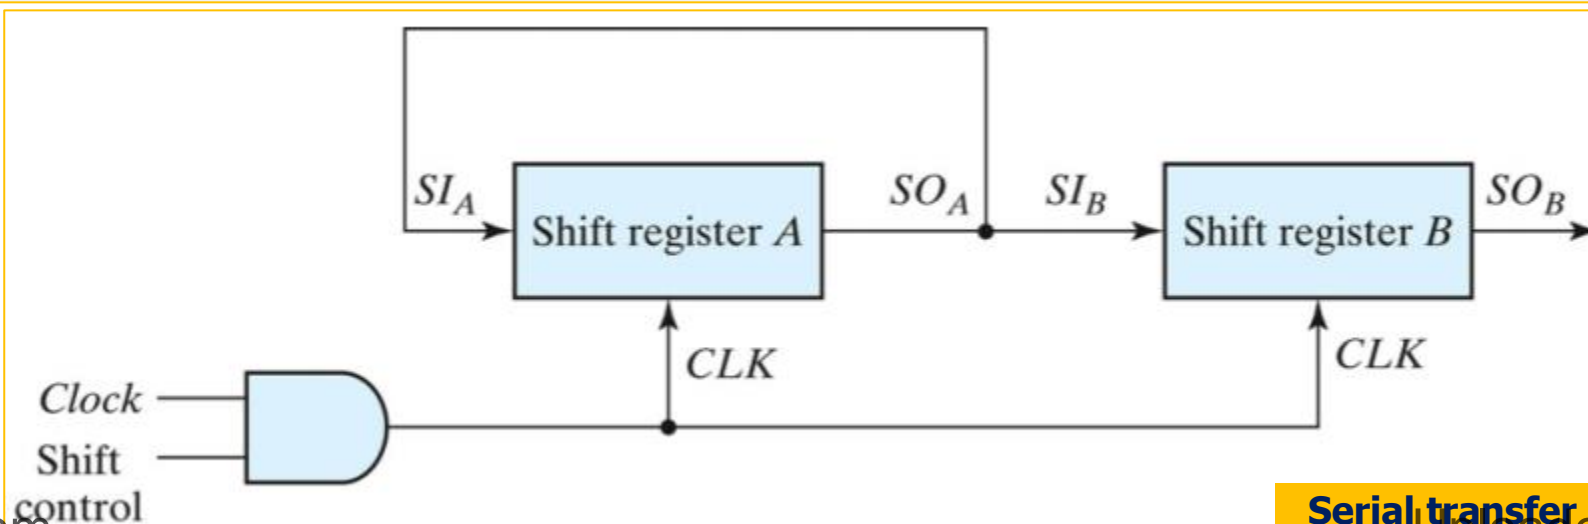 SI_A
SO_A
SI_B
SO_B
Shift register A
Shift register B
CLK
CLK
Clock
Shift
control
Serial transfer